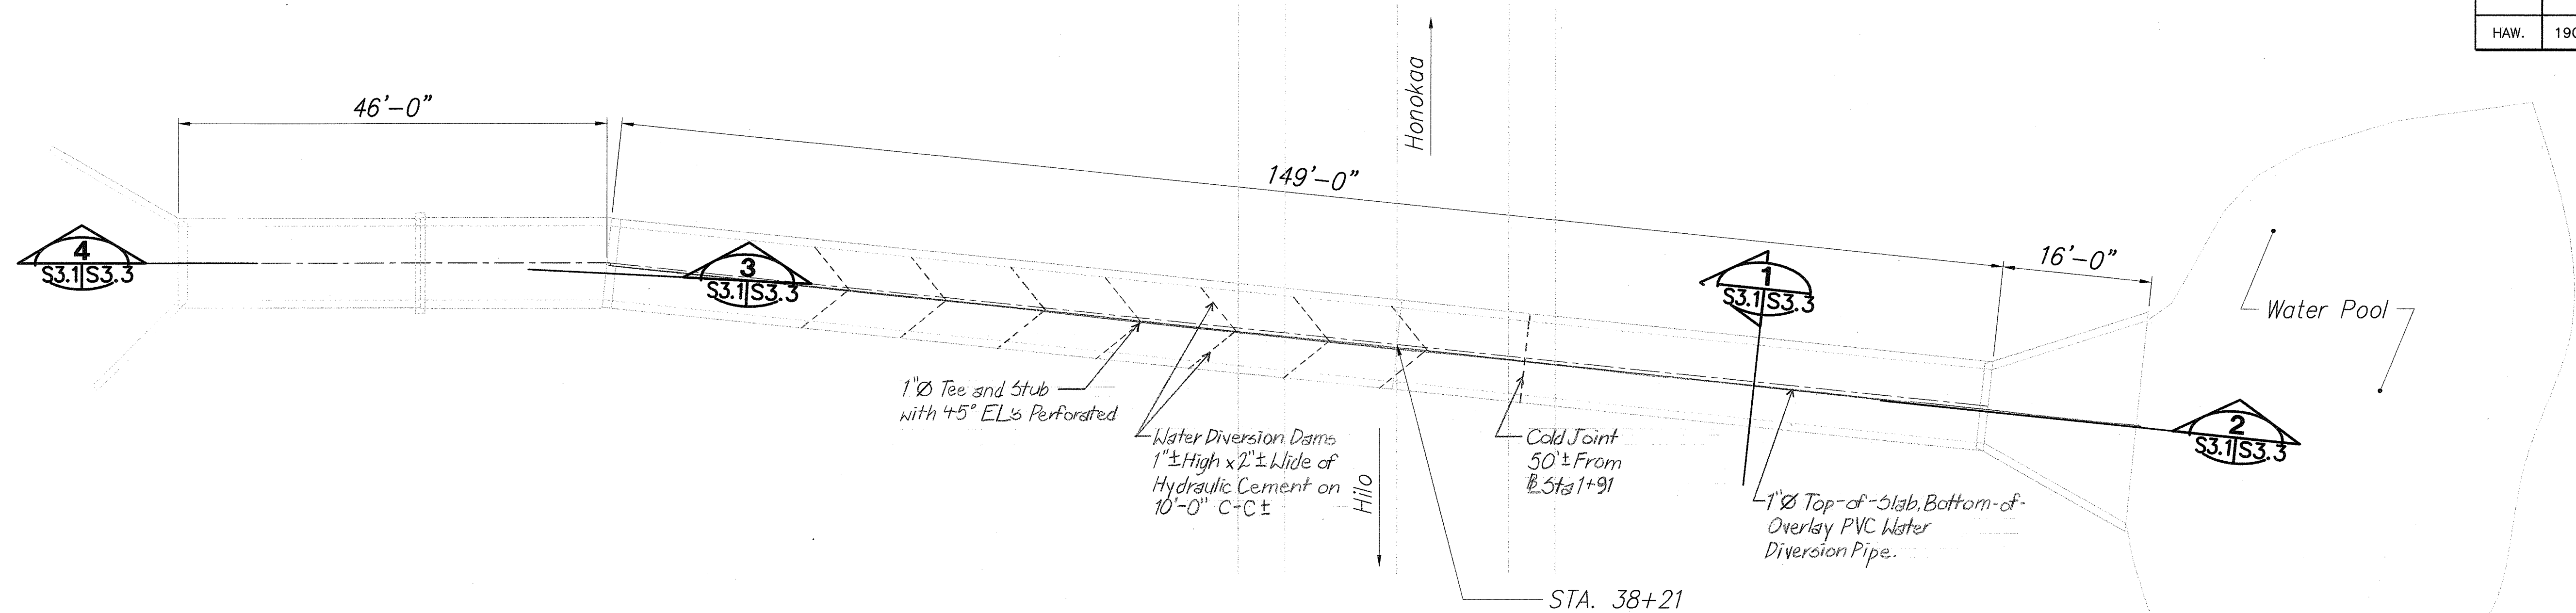 HAW.
190
46'-0"
149'-0"
16'-0"
Honokaa
4
S3.1 S3.3
3
S3.1 S3.3
1
S3.1 S3.3
2
S3.1 S3.3
Water Pool
1"Ø Tee and Stub
with 45° EL's Perforated
Water Diversion Dams
1"± High x 2"± Wide of
Hydraulic Cement on
10'-0" C-C ±
Hilo
Cold Joint
50'± From
BL Sta 1+91
1"Ø Top-of-Slab, Bottom-of-
Overlay PVC Water
Diversion Pipe.
STA. 38+21